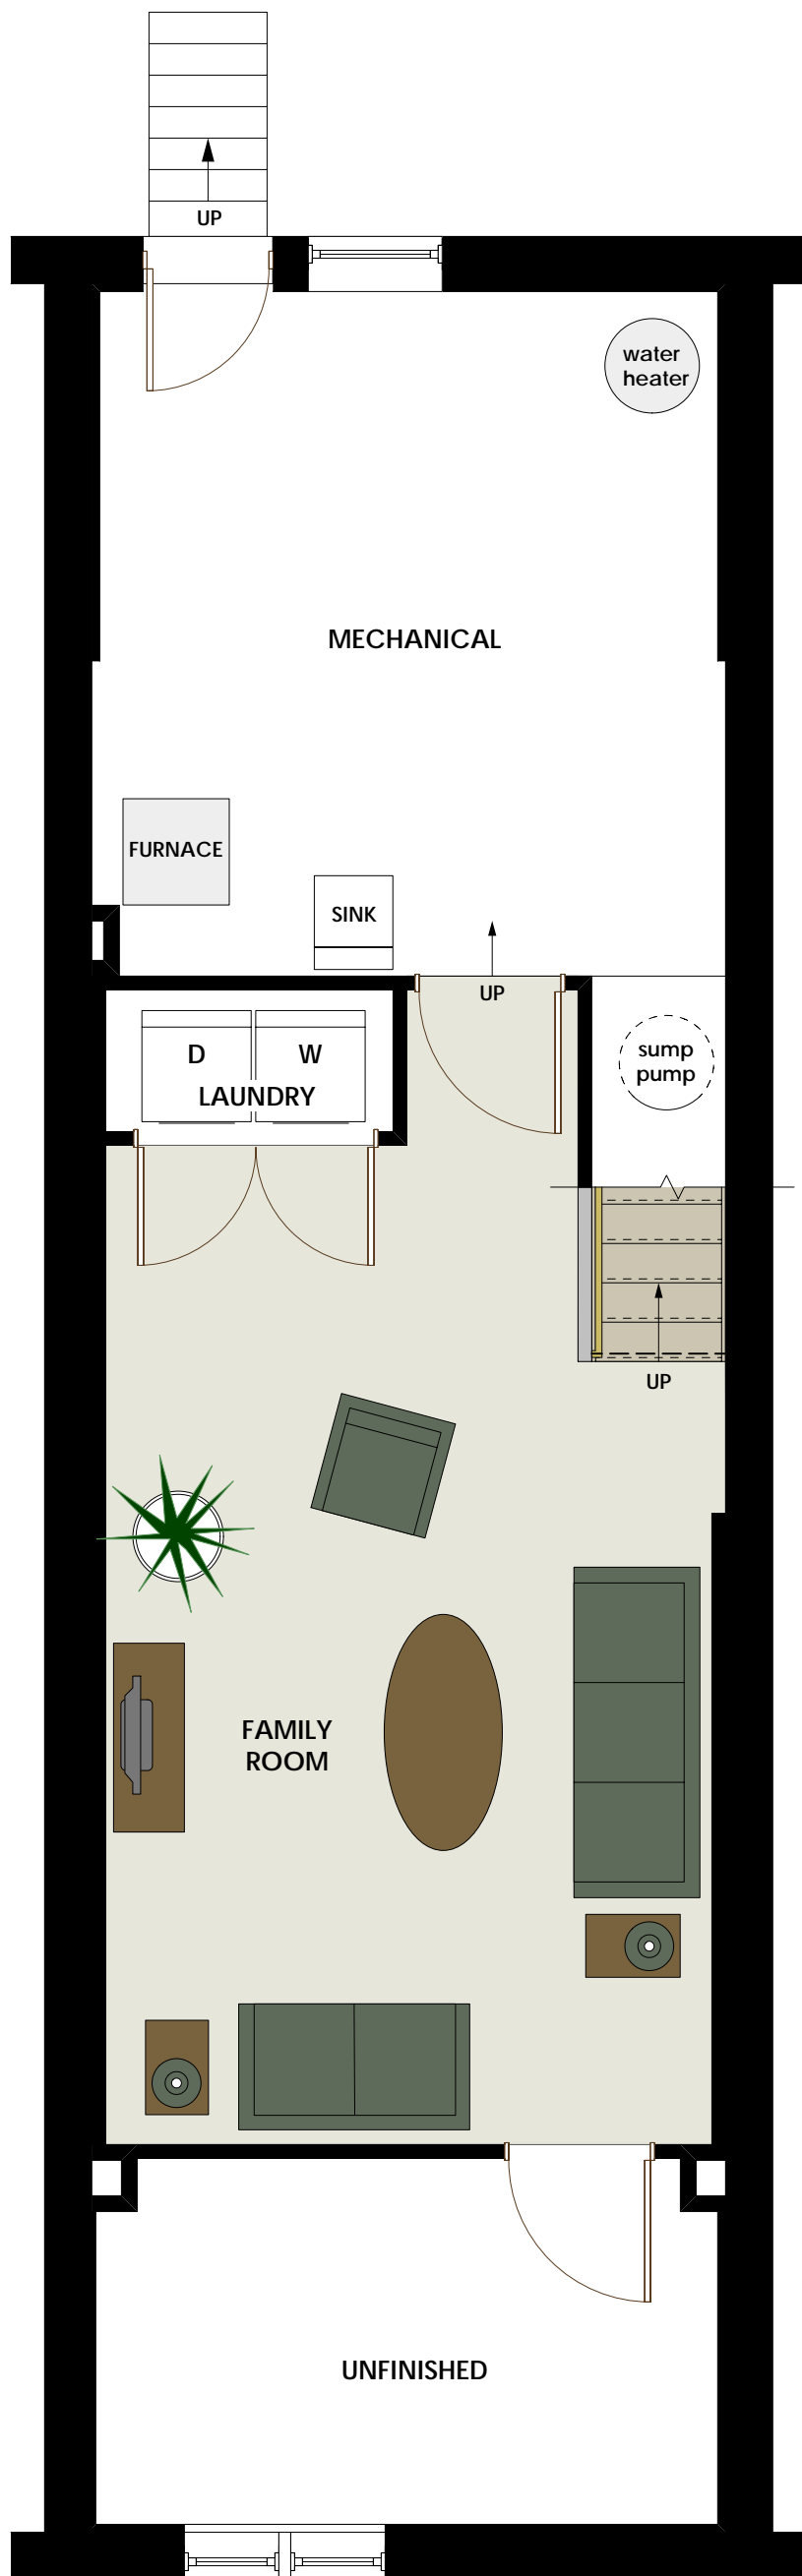 UP
water
heater
MECHANICAL
FURNACE
SINK
UP
D W
LAUNDRY
sump
pump
UP
FAMILY
ROOM
UNFINISHED